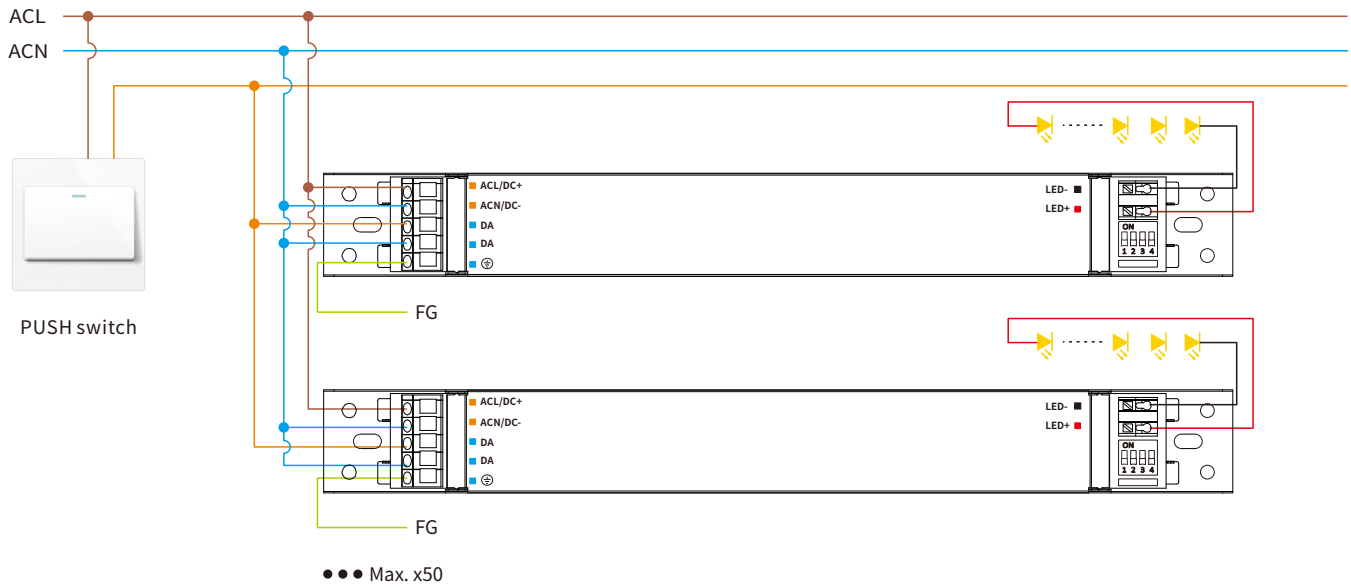 ACL
ACN
PUSH switch
ACL/DC+
ACN/DC-
DA
DA
FG
LED-
LED+
ON
1 2 3 4
ACL/DC+
ACN/DC-
DA
DA
FG
LED-
LED+
ON
1 2 3 4
●●● Max. x50